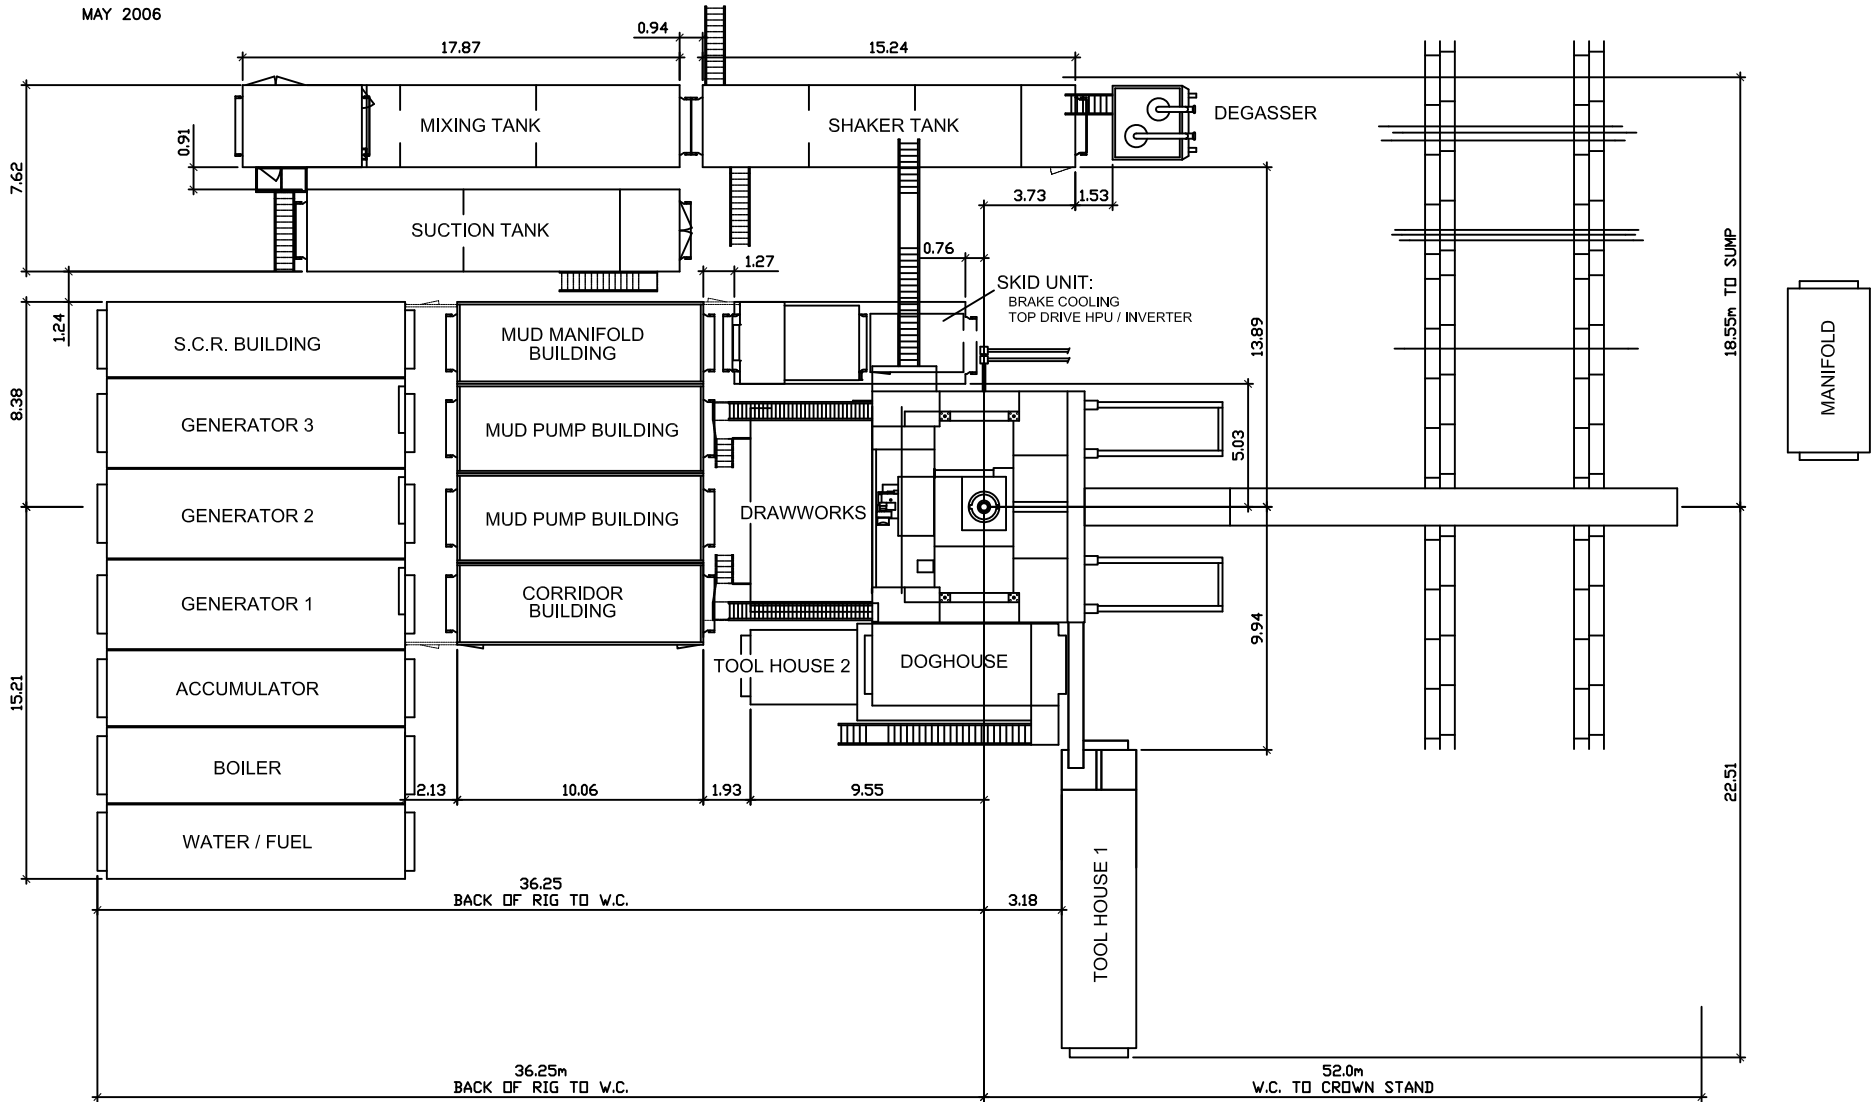 MAY 2006
17.87
0.94
15.24
MIXING TANK
SHAKER TANK
DEGASSER
0.91
7.62
3.73
1.53
SUCTION TANK
0.76
1.27
18.55m TO SUMP
SKID UNIT:
BRAKE COOLING
TOP DRIVE HPU / INVERTER
1.24
13.89
S.C.R. BUILDING
MUD MANIFOLD
BUILDING
MANIFOLD
8.38
GENERATOR 3
MUD PUMP BUILDING
5.03
GENERATOR 2
MUD PUMP BUILDING
DRAWWORKS
GENERATOR 1
CORRIDOR
BUILDING
9.94
TOOL HOUSE 2
DOGHOUSE
15.21
ACCUMULATOR
BOILER
22.51
2.13
10.06
1.93
9.55
WATER / FUEL
36.25
BACK OF RIG TO W.C.
3.18
TOOL HOUSE 1
36.25m
BACK OF RIG TO W.C.
52.0m
W.C. TO CROWN STAND